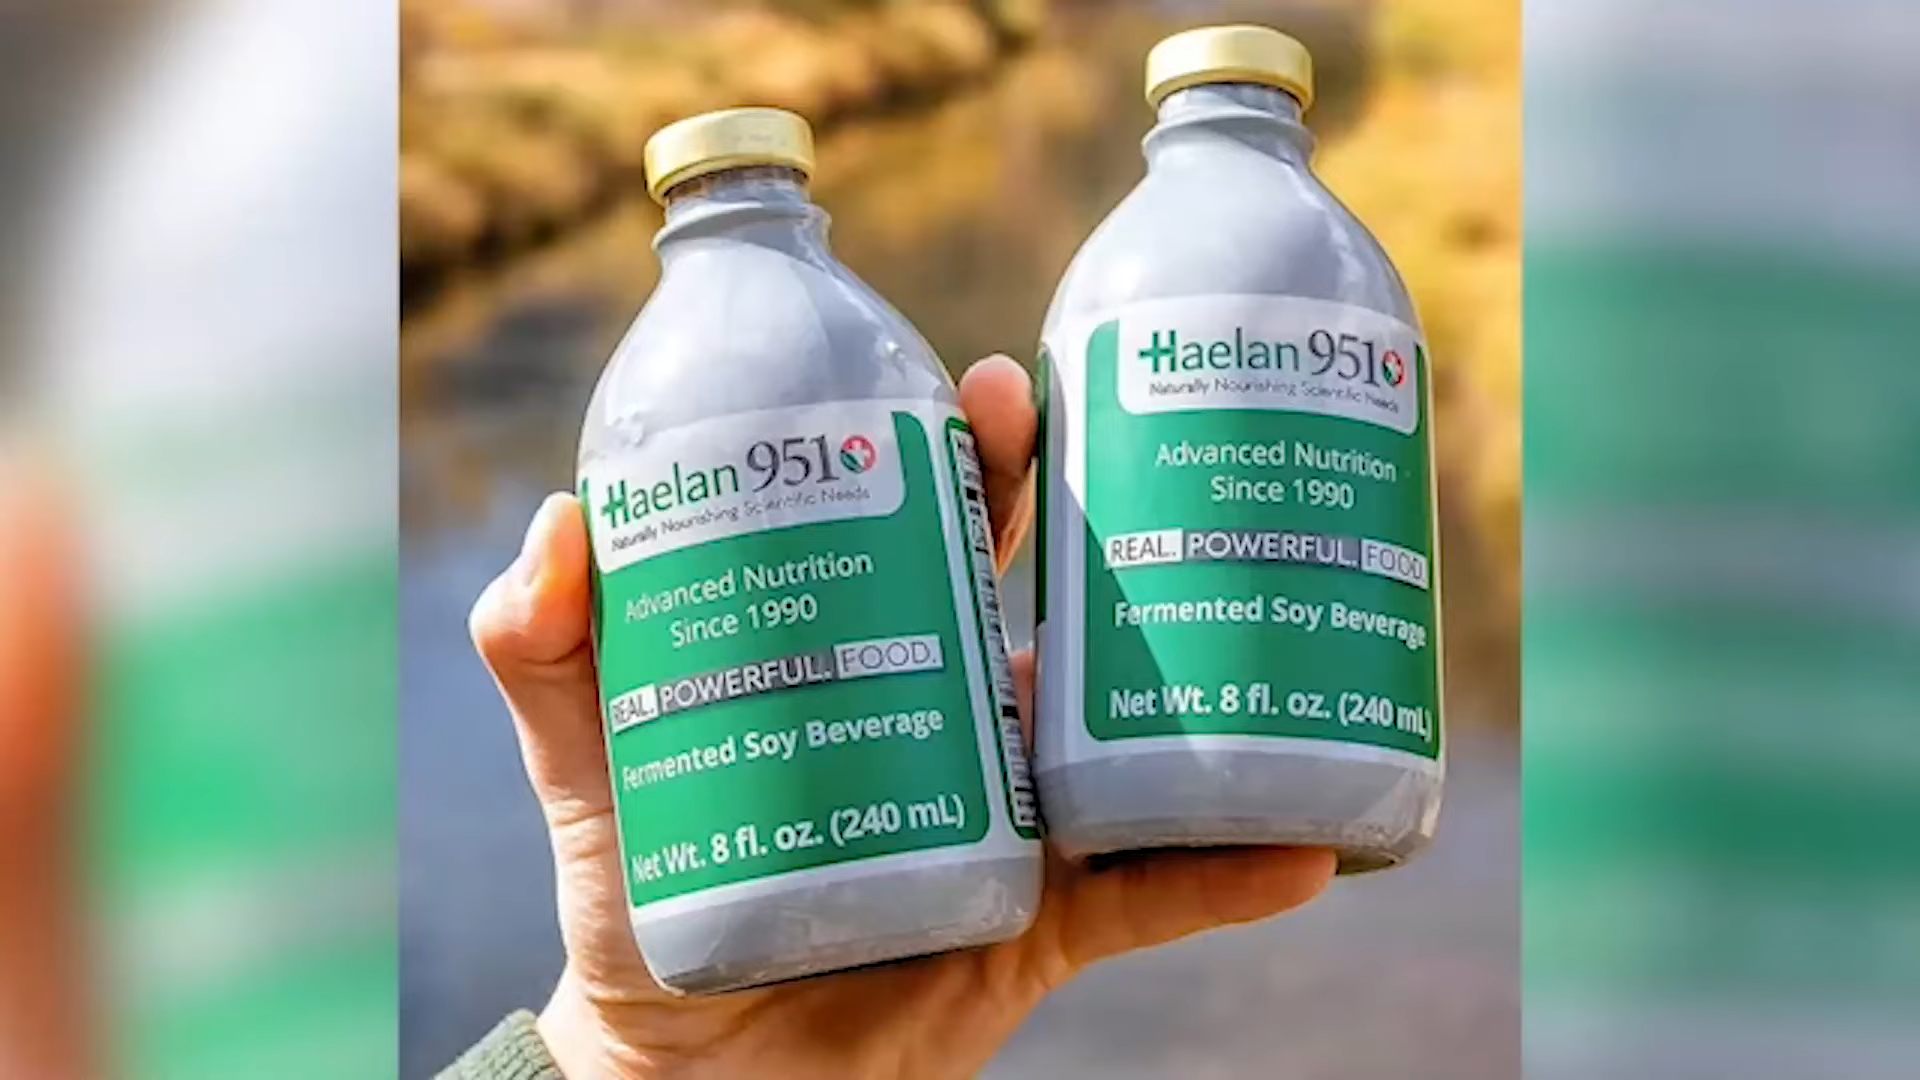 Haelan 951
Naturally Nourishing Scientific Needs
Advanced Nutrition
Since 1990
REAL. POWERFUL. FOOD.
Fermented Soy Beverage
Net Wt. 8 fl. oz. (240 mL)
Haelan 951
Naturally Nourishing Scientific Needs
Advanced Nutrition
Since 1990
REAL. POWERFUL. FOOD.
Fermented Soy Beverage
Net Wt. 8 fl. oz. (240 mL)